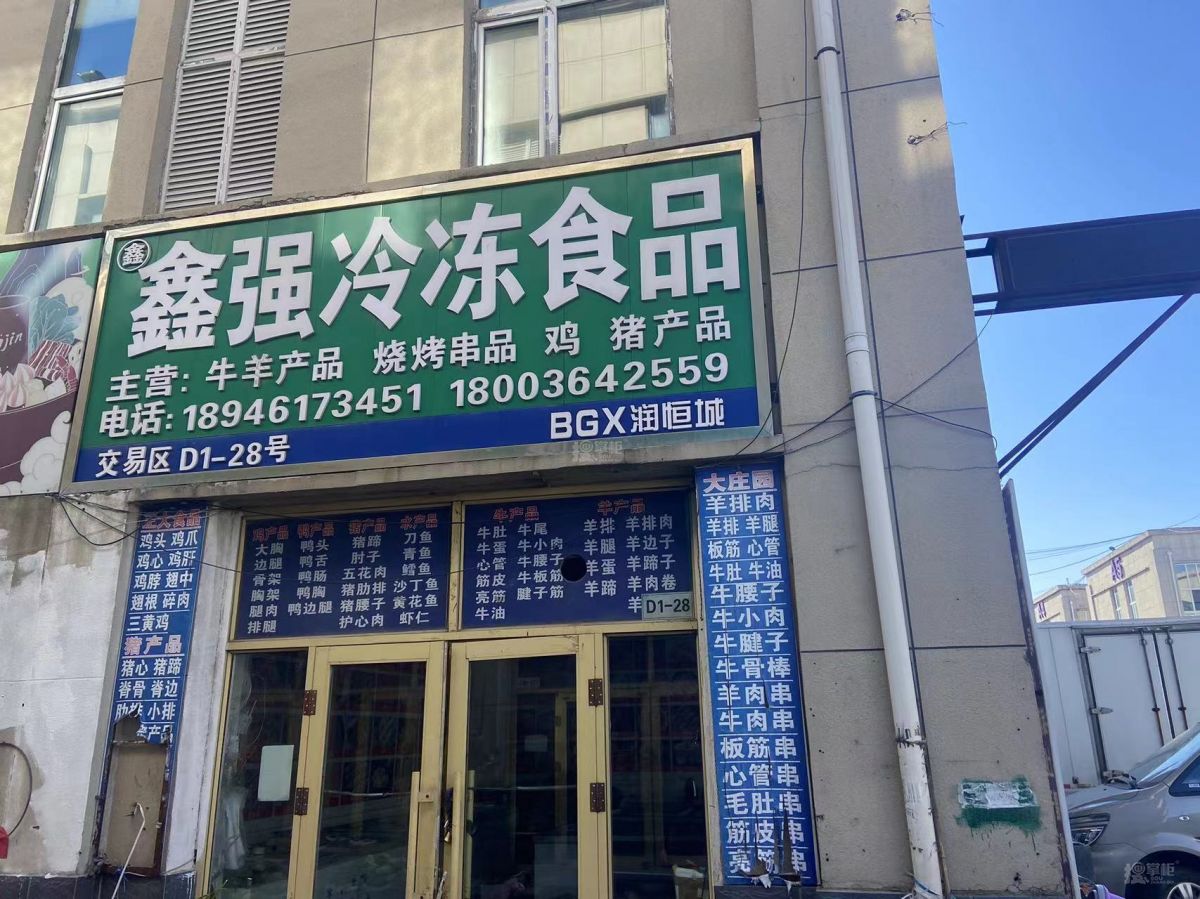 鑫
鑫强冷冻食品
主营: 牛羊产品 烧烤串品 鸡 猪产品
电话: 18946173451 18003642559
BGX润恒城
交易区 D1-28号
鸡头 鸡爪
鸡心 鸡肫
鸡脖 翅中
翅根 碎肉
三黄鸡
猪产品
猪心 猪蹄
脊骨 脊边
肋排 小排
鸡产品 鸭产品 猪产品 水产品
大胸 鸭头 猪蹄 刀鱼
边腿 鸭舌 肘子 青鱼
骨架 鸭肠 五花肉 鳕鱼
胸架 鸭胸 猪肋排 沙丁鱼
腿肉 鸭边腿 猪腰子 黄花鱼
排腿 护心肉 虾仁
牛产品 羊产品
牛肚 牛尾 羊排 羊排肉
牛蛋 牛小肉 羊腿 羊边子
心管 牛腰子 羊蛋 羊蹄子
筋皮 牛板筋 羊蹄 羊肉卷
亮筋 腱子筋 羊
牛油
D1-28
大庄园
羊排肉
羊排 羊腿
板筋 心管
牛肚 牛油
牛腰子
牛小肉
牛腱子
牛骨棒
羊肉串
牛肉串
板筋串
心管串
毛肚串
筋皮串
亮筋串
掌柜
掌柜